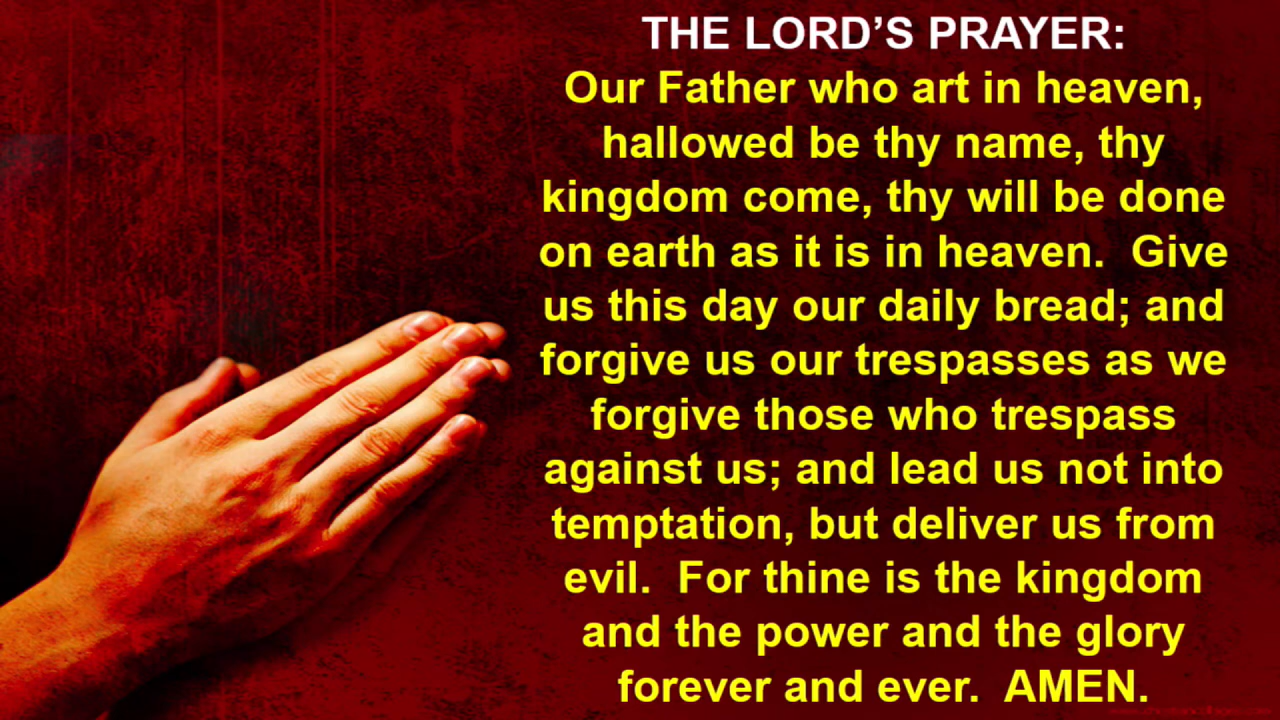 THE LORD’S PRAYER:
Our Father who art in heaven,
hallowed be thy name, thy
kingdom come, thy will be done
on earth as it is in heaven.  Give
us this day our daily bread; and
forgive us our trespasses as we
forgive those who trespass
against us; and lead us not into
temptation, but deliver us from
evil.  For thine is the kingdom
and the power and the glory
forever and ever.  AMEN.